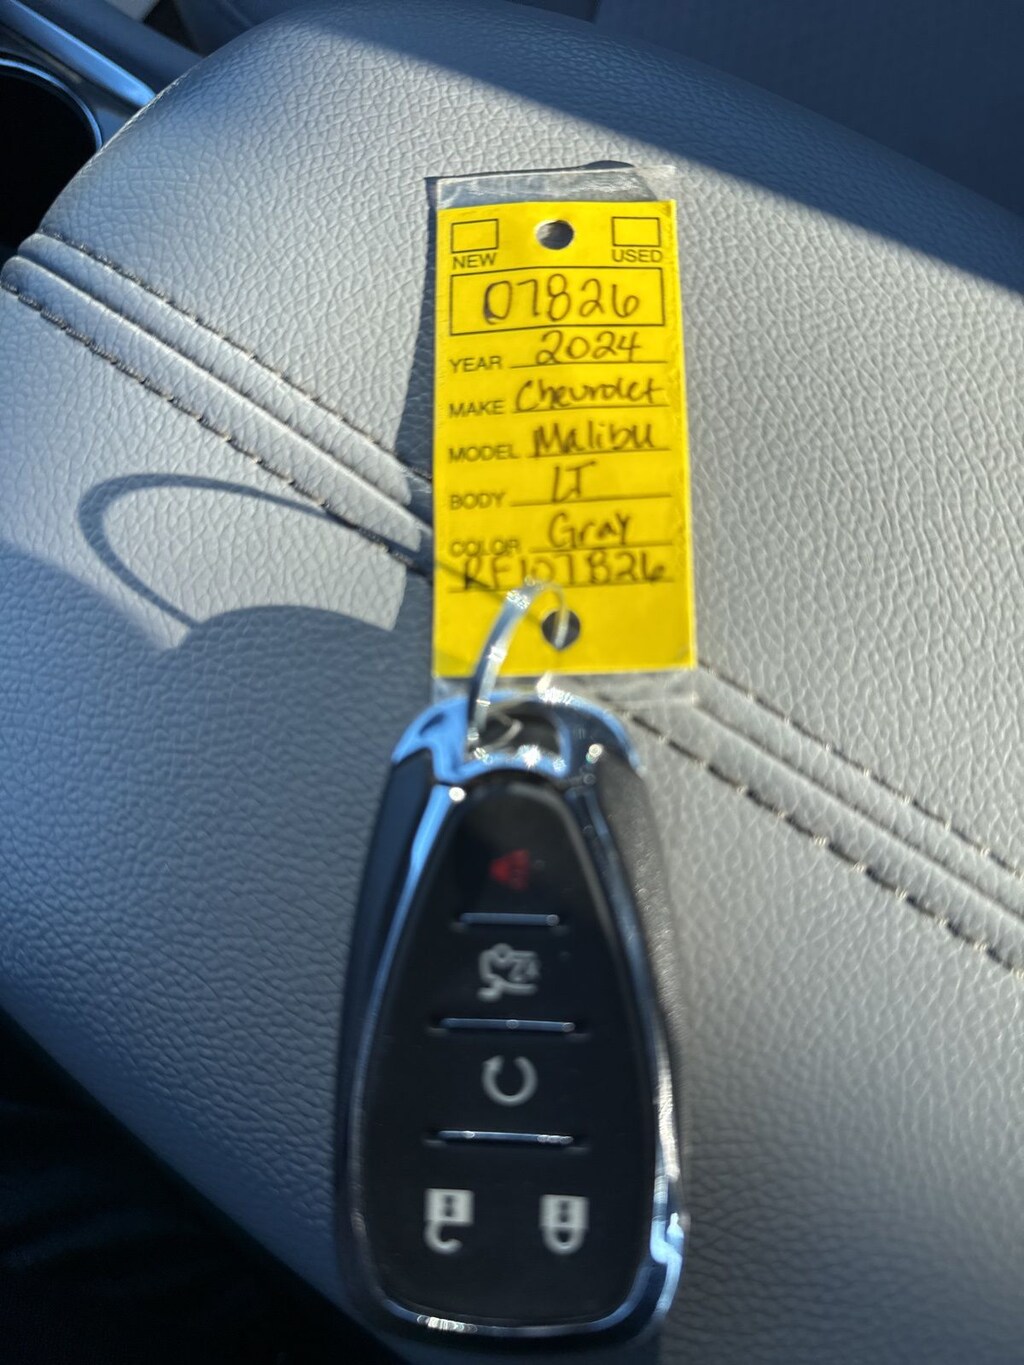 NEW USED
07826
YEAR 2024
MAKE Chevrolet
MODEL Malibu
BODY LT
COLOR Gray
RF107826